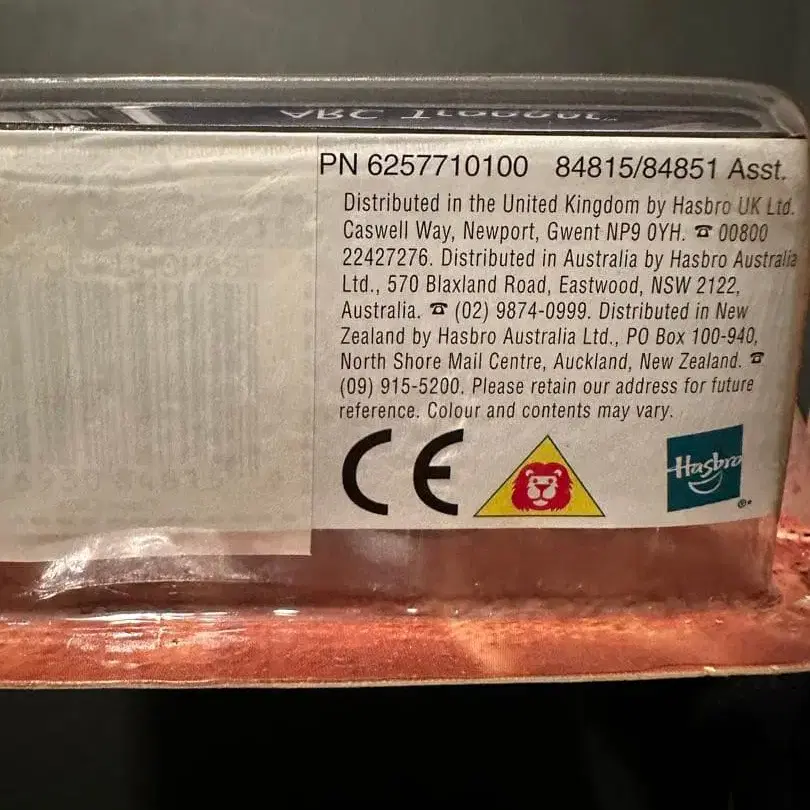 ARC Trooper™
PN 6257710100 84815/84851 Asst.
Distributed in the United Kingdom by Hasbro UK Ltd.
Caswell Way, Newport, Gwent NP9 0YH. ☎ 00800
22427276. Distributed in Australia by Hasbro Australia
Ltd., 570 Blaxland Road, Eastwood, NSW 2122,
Australia. ☎ (02) 9874-0999. Distributed in New
Zealand by Hasbro Australia Ltd., PO Box 100-940,
North Shore Mail Centre, Auckland, New Zealand. ☎
(09) 915-5200. Please retain our address for future
reference. Colour and contents may vary.
CE
Hasbro
®.